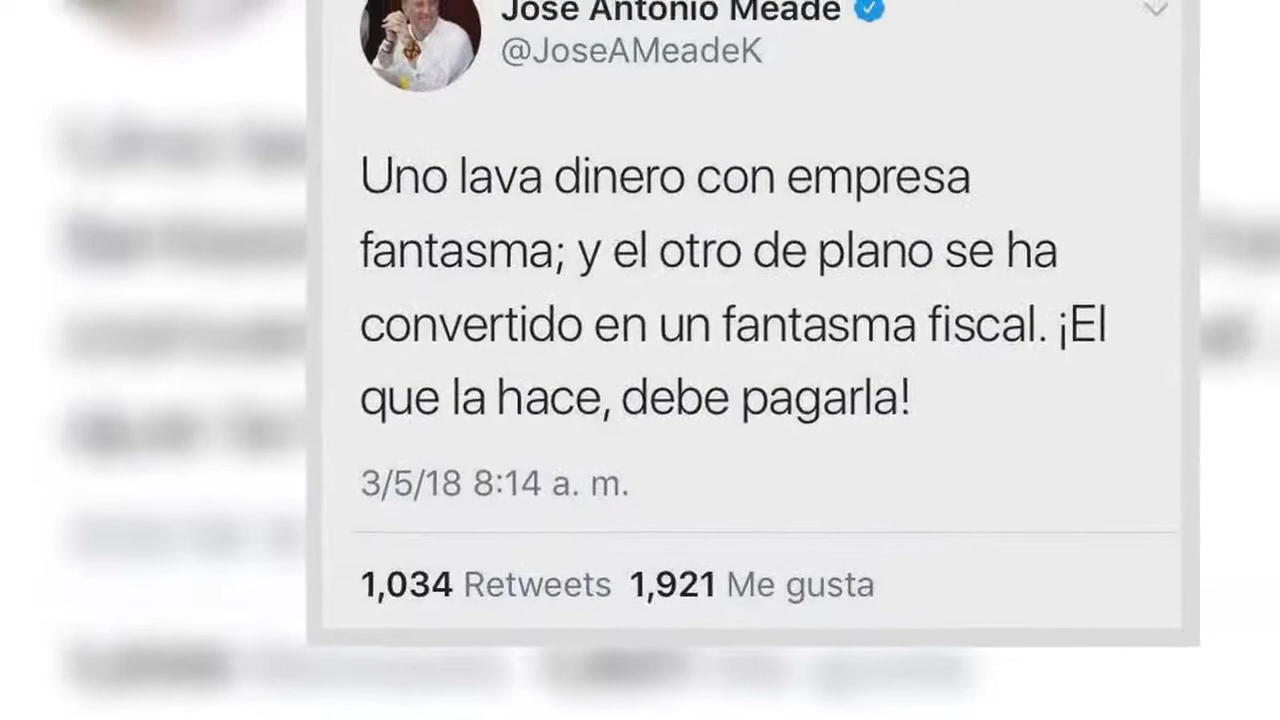 José Antonio Meade
@JoseAMeadeK
Uno lava dinero con empresa
fantasma; y el otro de plano se ha
convertido en un fantasma fiscal. ¡El
que la hace, debe pagarla!
3/5/18 8:14 a. m.
1,034 Retweets 1,921 Me gusta